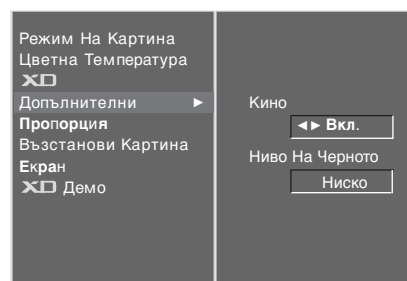 Режим На Картина
Цветна Температура
XD
Допълнителни ►
Пропорция
Възстанови Картина
Екран
XD Демо
Кино
◄► Вкл.
Ниво На Черното
Ниско